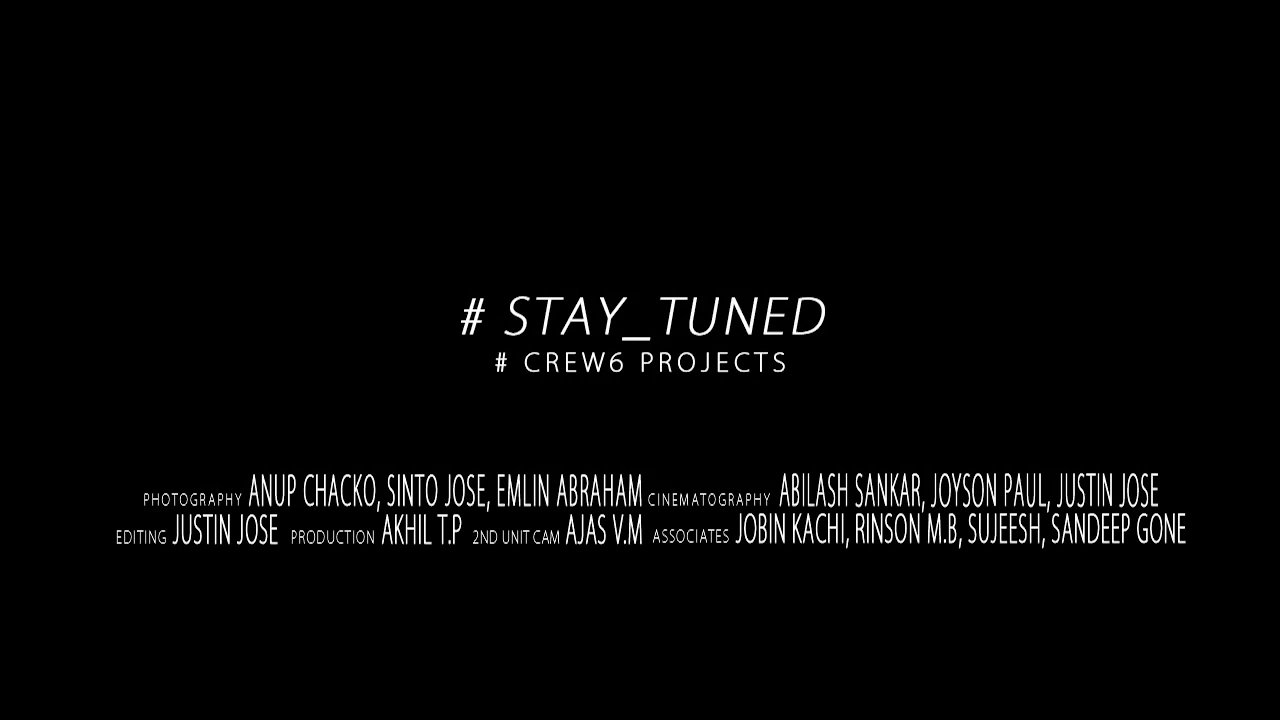 # STAY_TUNED
# CREW6 PROJECTS
PHOTOGRAPHY ANUP CHACKO, SINTO JOSE, EMLIN ABRAHAM CINEMATOGRAPHY ABILASH SANKAR, JOYSON PAUL, JUSTIN JOSE
EDITING JUSTIN JOSE PRODUCTION AKHIL T.P 2ND UNIT CAM AJAS V.M ASSOCIATES JOBIN KACHI, RINSON M.B, SUJEESH, SANDEEP GONE